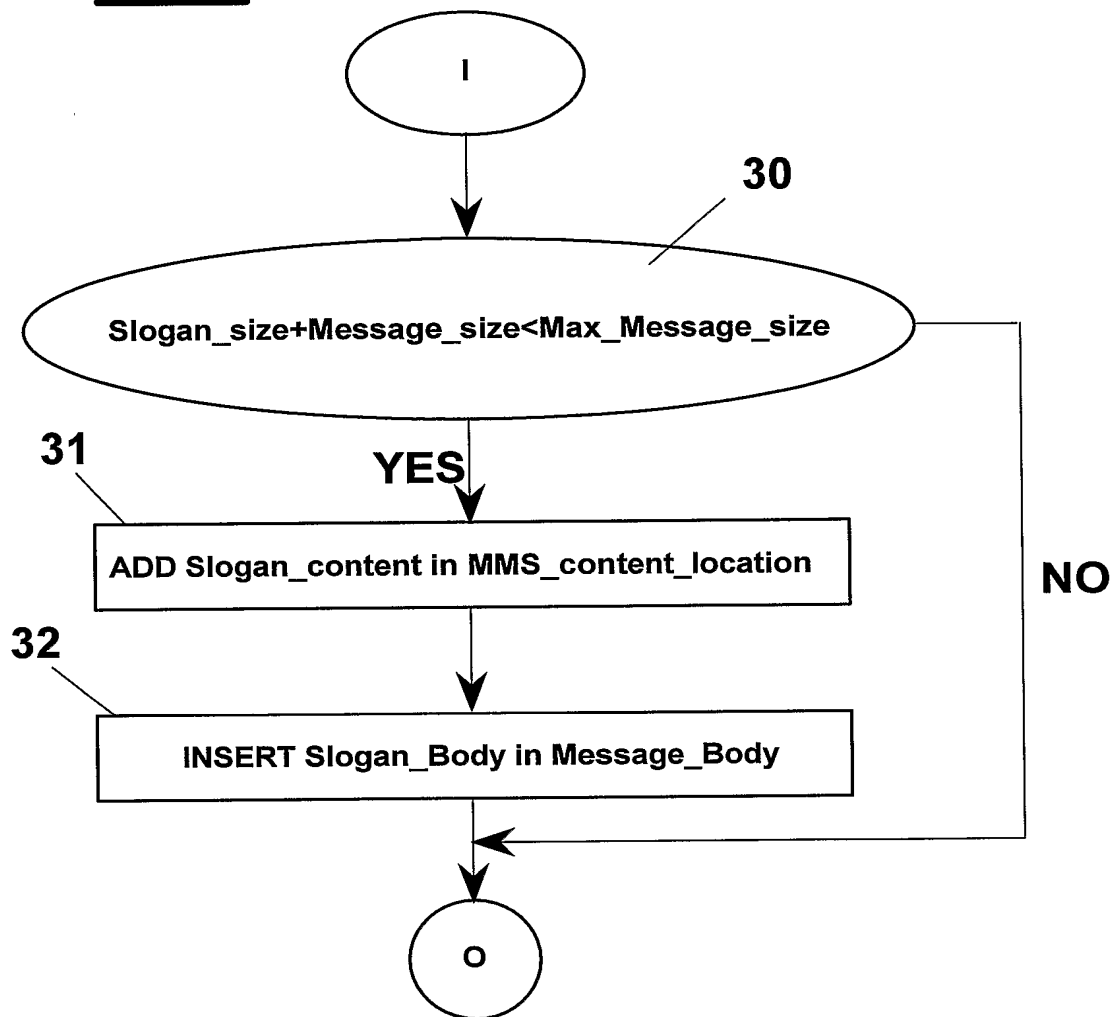 I
30
Slogan_size+Message_size<Max_Message_size
31
YES
ADD Slogan_content in MMS_content_location
NO
32
INSERT Slogan_Body in Message_Body
O